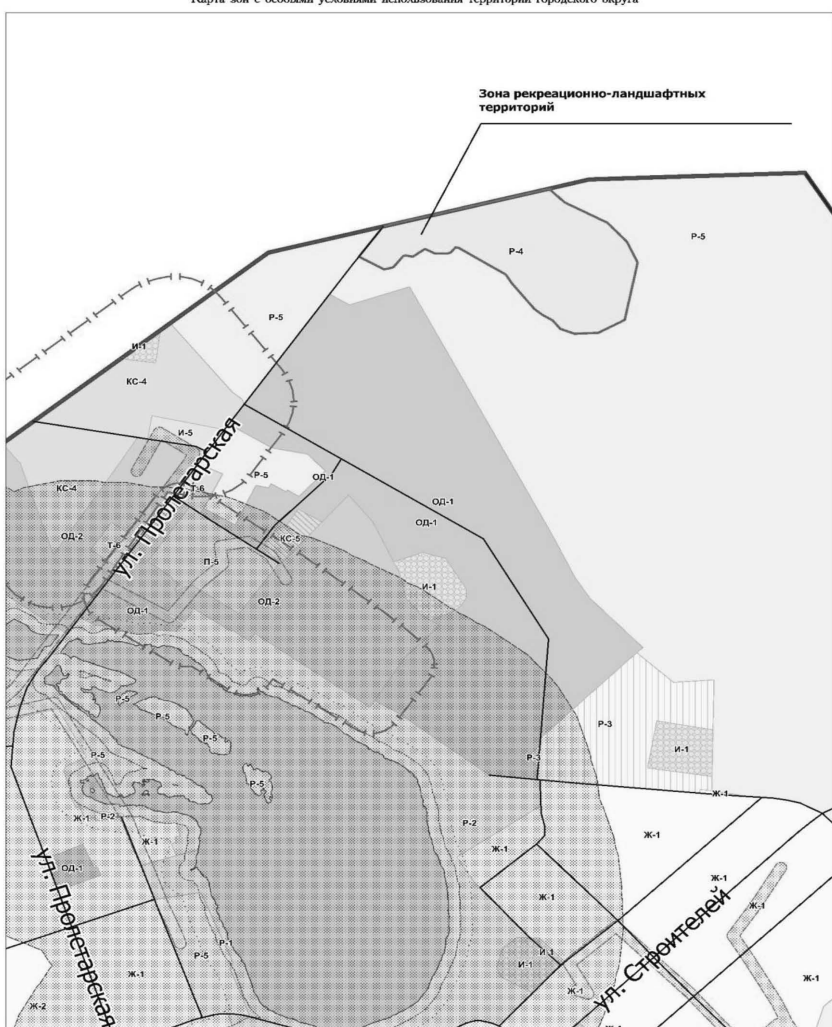 Карта зон с особыми условиями использования территории городского округа
Зона рекреационно-ландшафтных
территорий
Р-4
Р-5
Р-5
И-1
КС-4
И-5
Р-5
ОД-1
КС-4
Т-6
ОД-1
ОД-1
ул. Пролетарская
ОД-2
Т-6
КС-5
П-5
И-1
ОД-1
ОД-2
Р-5
Р-5
Р-5
Р-3
И-1
Р-3
Р-5
Р-5
Ж-1
Ж-1
Р-2
Р-2
Ж-1
Ж-1
Ж-1
ОД-1
Ж-1
ул. Пролетарская
Ж-1
Ж-1
ул. Строителей
Р-1
Р-5
И-1
И-1
Ж-1
Ж-1
Ж-1
Ж-2